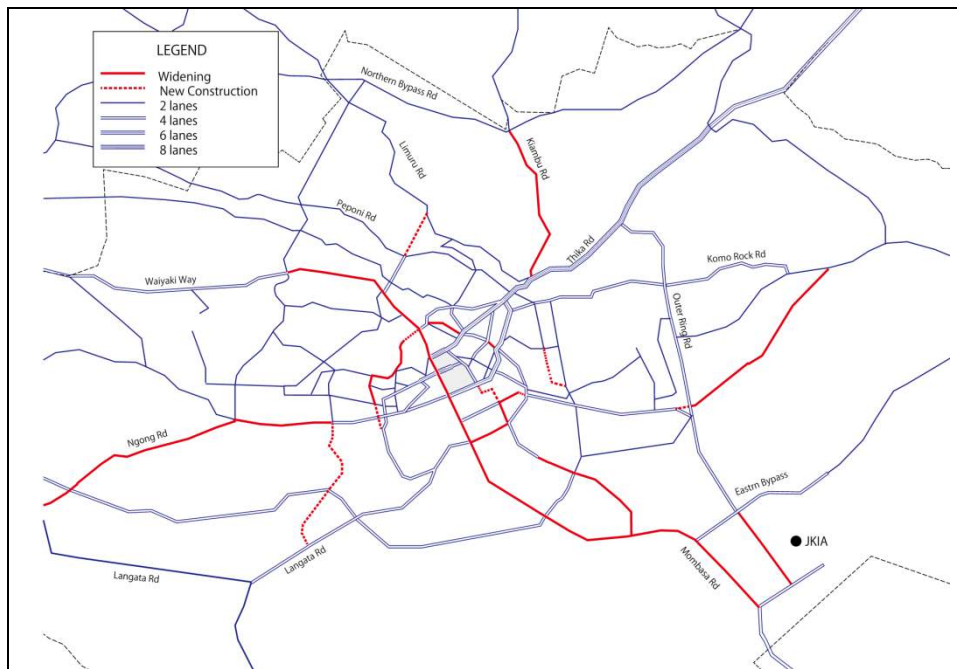 LEGEND
Widening
New Construction
2 lanes
4 lanes
6 lanes
8 lanes
Northern Bypass Rd
Kiambu Rd
Limuru Rd
Peponi Rd
Thika Rd
Waiyaki Way
Komo Rock Rd
Outer Ring Rd
Ngong Rd
Eastrn Bypass
JKIA
Langata Rd
Mombasa Rd
Langata Rd